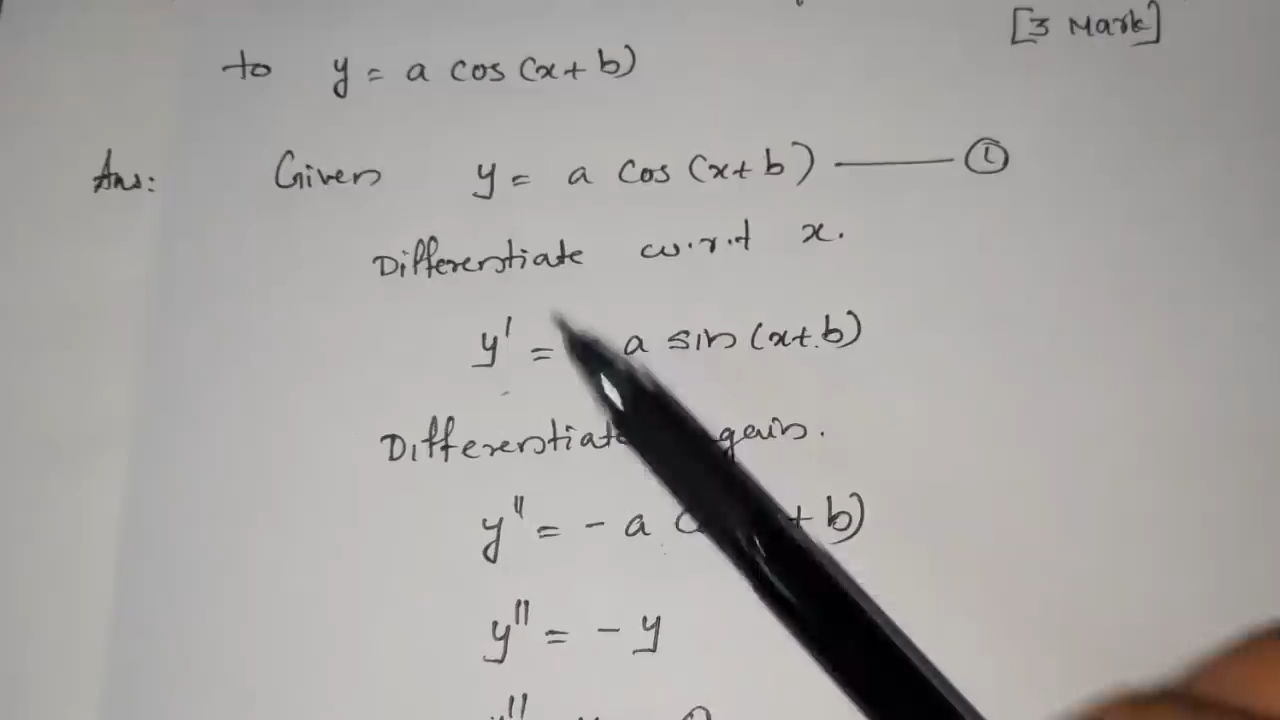 [3 Mark]
to y = a cos (x + b)
Ans: Given y = a cos (x + b) —— ①
Differentiate w.r.t x.
y' = a sin (x + b)
Differentiate
y'' = - a + b)
y'' = - y
y''